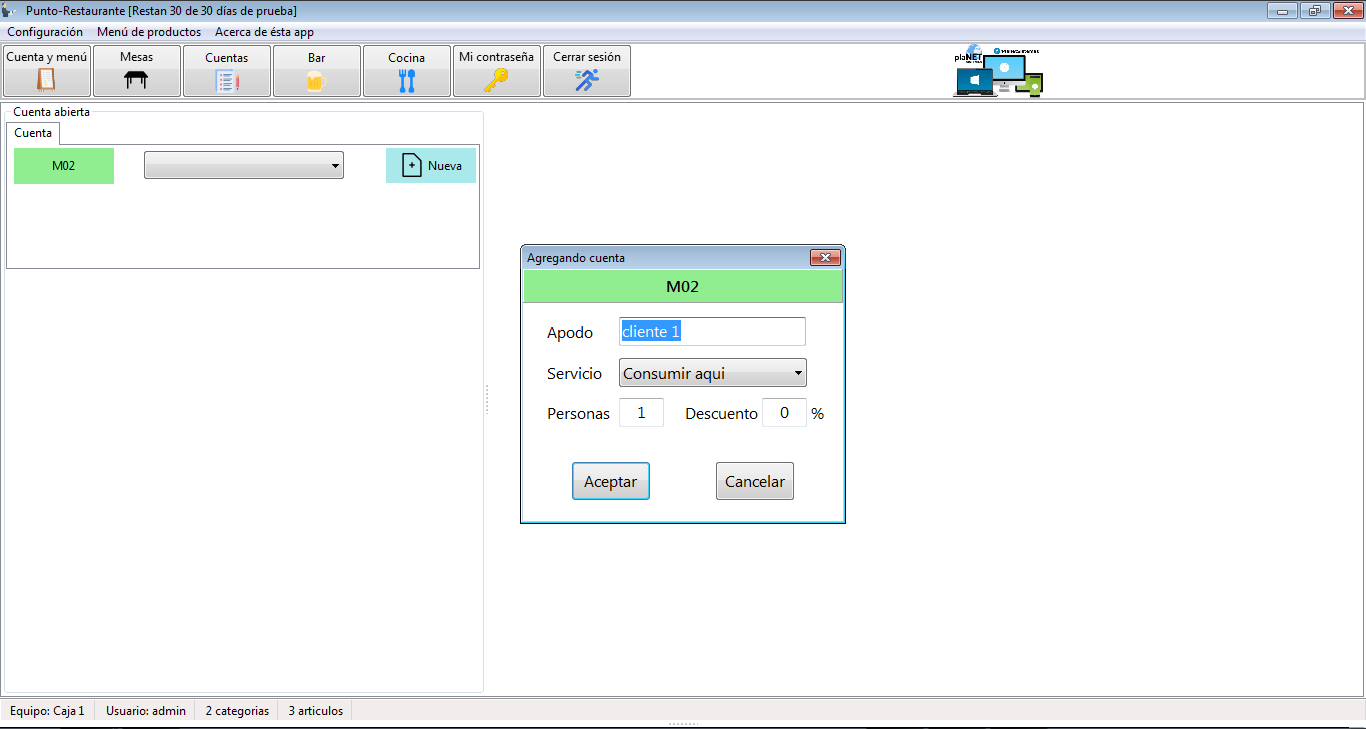 Punto-Restaurante [Restan 30 de 30 días de prueba]
Configuración Menú de productos Acerca de ésta app
Cuenta y menú Mesas Cuentas Bar Cocina Mi contraseña Cerrar sesión
plaNET
Cuenta abierta
Cuenta
M02 Nueva
Agregando cuenta
M02
Apodo cliente 1
Servicio Consumir aqui
Personas 1 Descuento 0 %
Aceptar Cancelar
Equipo: Caja 1 Usuario: admin 2 categorias 3 articulos